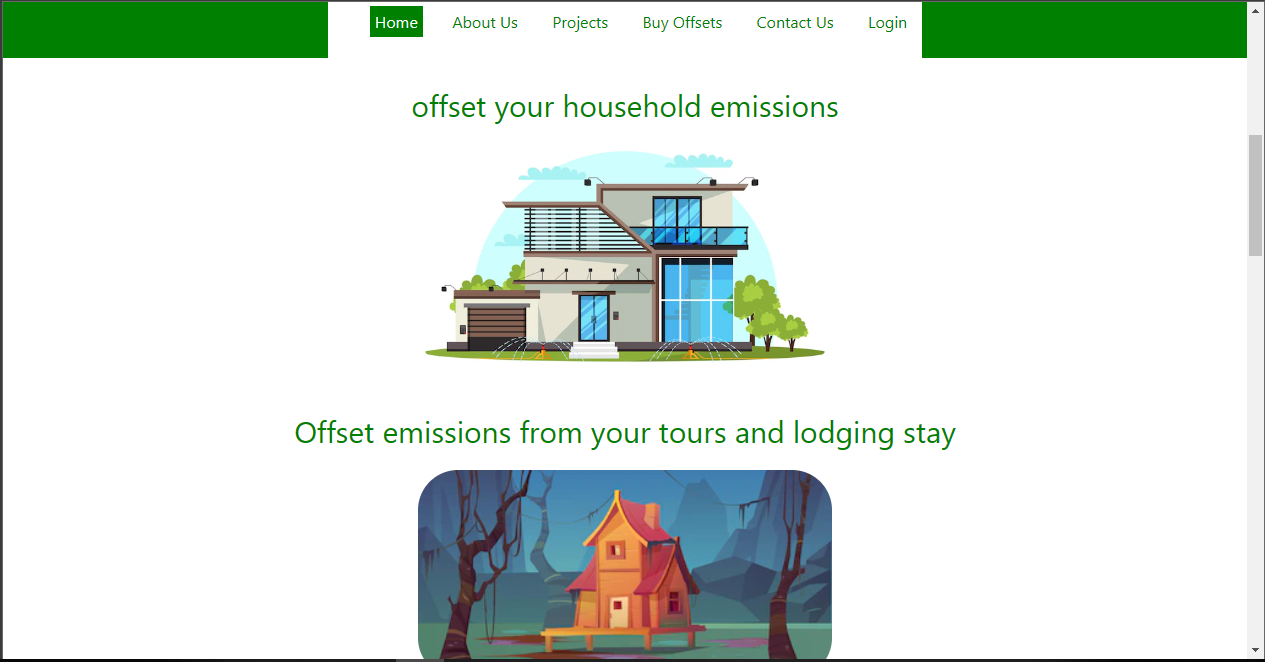 Home About Us Projects Buy Offsets Contact Us Login
offset your household emissions
Offset emissions from your tours and lodging stay